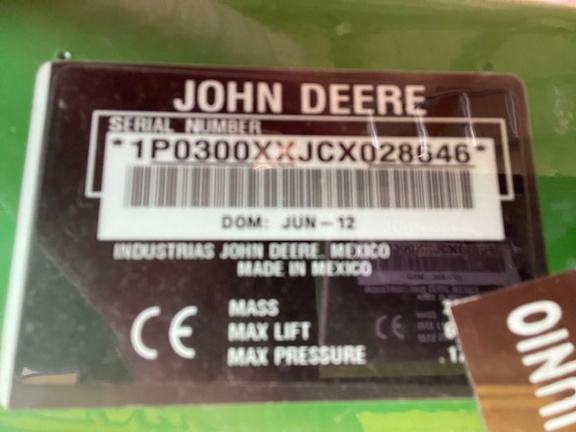 JOHN DEERE
SERIAL NUMBER
*1P0300XXJCX028646*
DOM: JUN-12
INDUSTRIAS JOHN DEERE, MEXICO
MADE IN MEXICO
CE
MASS
MAX LIFT
MAX PRESSURE